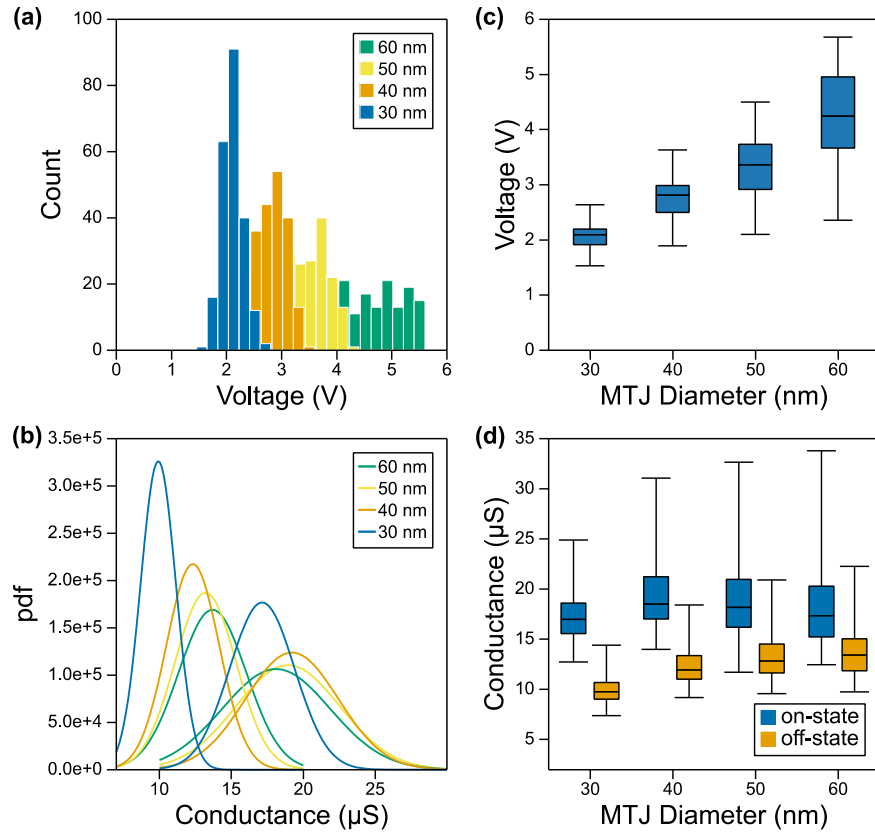 (a)
100
80
60
40
20
0
Count
0 1 2 3 4 5 6
Voltage (V)
60 nm
50 nm
40 nm
30 nm
(c)
6
5
4
3
2
1
0
Voltage (V)
30 40 50 60
MTJ Diameter (nm)
(b)
3.5e+5
3.0e+5
2.5e+5
2.0e+5
1.5e+5
1.0e+5
5.0e+4
0.0e+0
pdf
10 15 20 25
Conductance (µS)
60 nm
50 nm
40 nm
30 nm
(d)
35
30
25
20
15
10
5
Conductance (µS)
30 40 50 60
MTJ Diameter (nm)
on-state
off-state